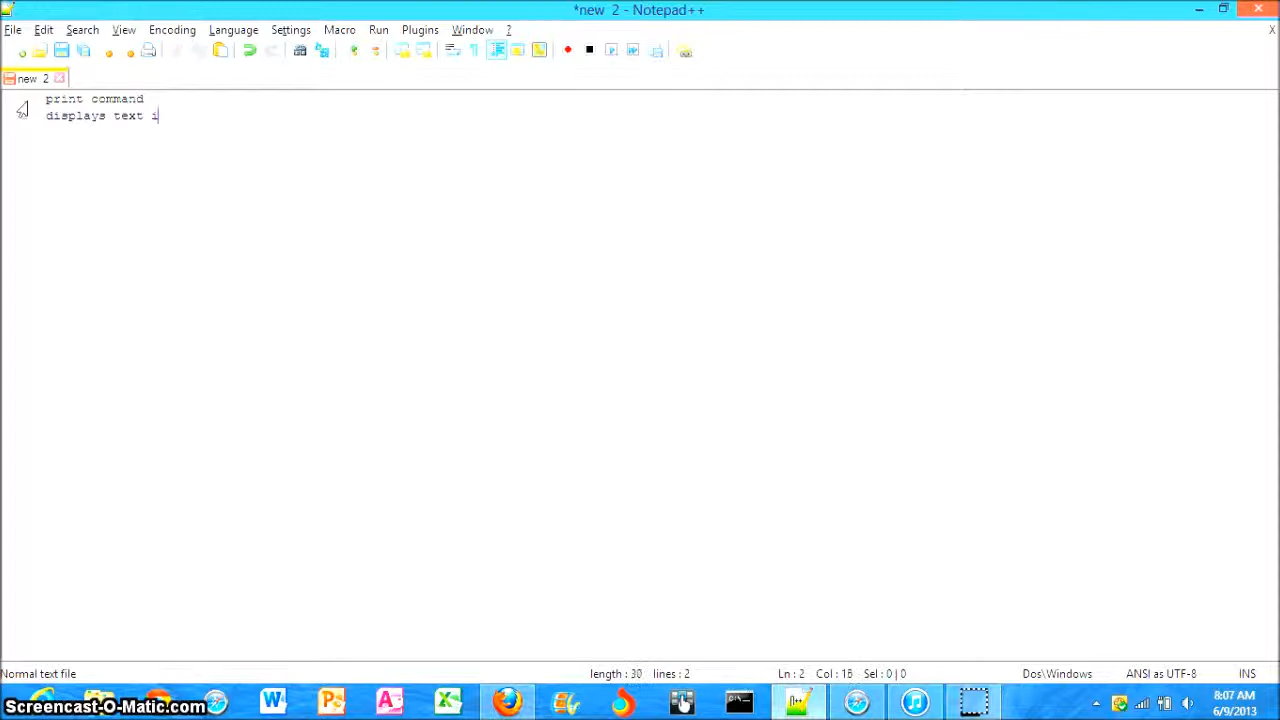 *new 2 - Notepad++
File Edit Search View Encoding Language Settings Macro Run Plugins Window ? X
new 2
print command
displays text i
Normal text file length : 30 lines : 2 Ln : 2 Col : 16 Sel : 0 | 0 Dos\Windows ANSI as UTF-8 INS
8:07 AM
6/9/2013
Screencast-O-Matic.com